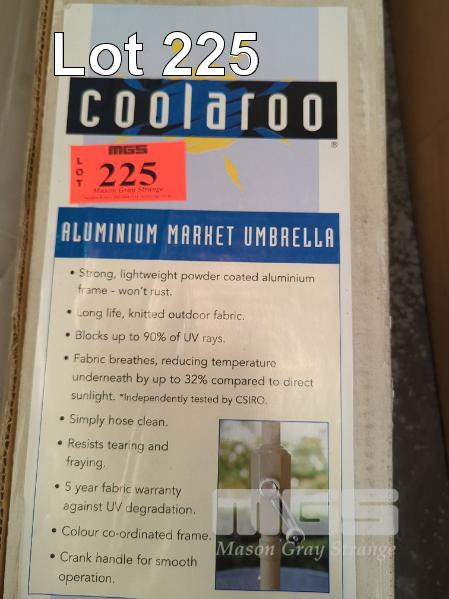 Lot 225
coolaroo
®
MGS
LOT
225
Mason Gray Strange
ALUMINIUM MARKET UMBRELLA
• Strong, lightweight powder coated aluminium
frame - won't rust.
• Long life, knitted outdoor fabric.
• Blocks up to 90% of UV rays.
• Fabric breathes, reducing temperature
underneath by up to 32% compared to direct
sunlight. *Independently tested by CSIRO.
• Simply hose clean.
• Resists tearing and
fraying.
• 5 year fabric warranty
against UV degradation.
• Colour co-ordinated frame.
• Crank handle for smooth
operation.
MGS
Mason Gray Strange